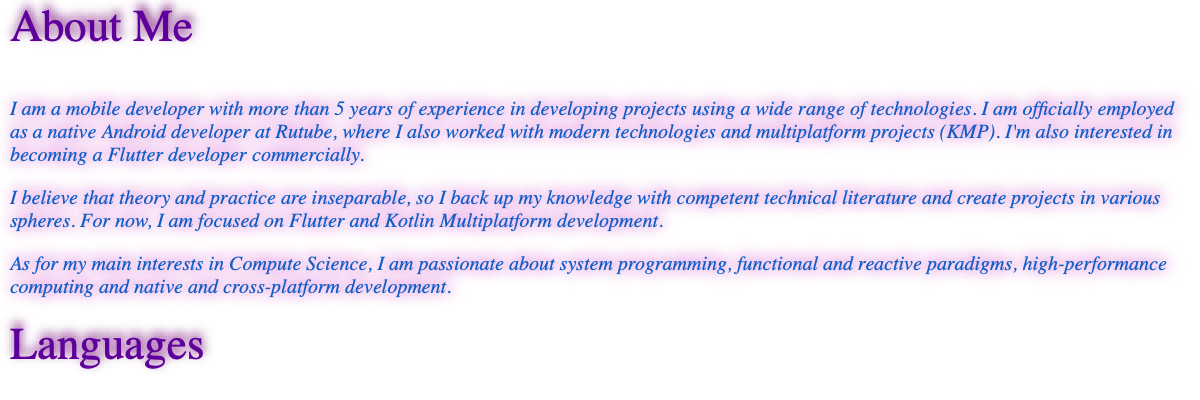 About Me
I am a mobile developer with more than 5 years of experience in developing projects using a wide range of technologies. I am officially employed
as a native Android developer at Rutube, where I also worked with modern technologies and multiplatform projects (KMP). I'm also interested in
becoming a Flutter developer commercially.
I believe that theory and practice are inseparable, so I back up my knowledge with competent technical literature and create projects in various
spheres. For now, I am focused on Flutter and Kotlin Multiplatform development.
As for my main interests in Compute Science, I am passionate about system programming, functional and reactive paradigms, high-performance
computing and native and cross-platform development.
Languages